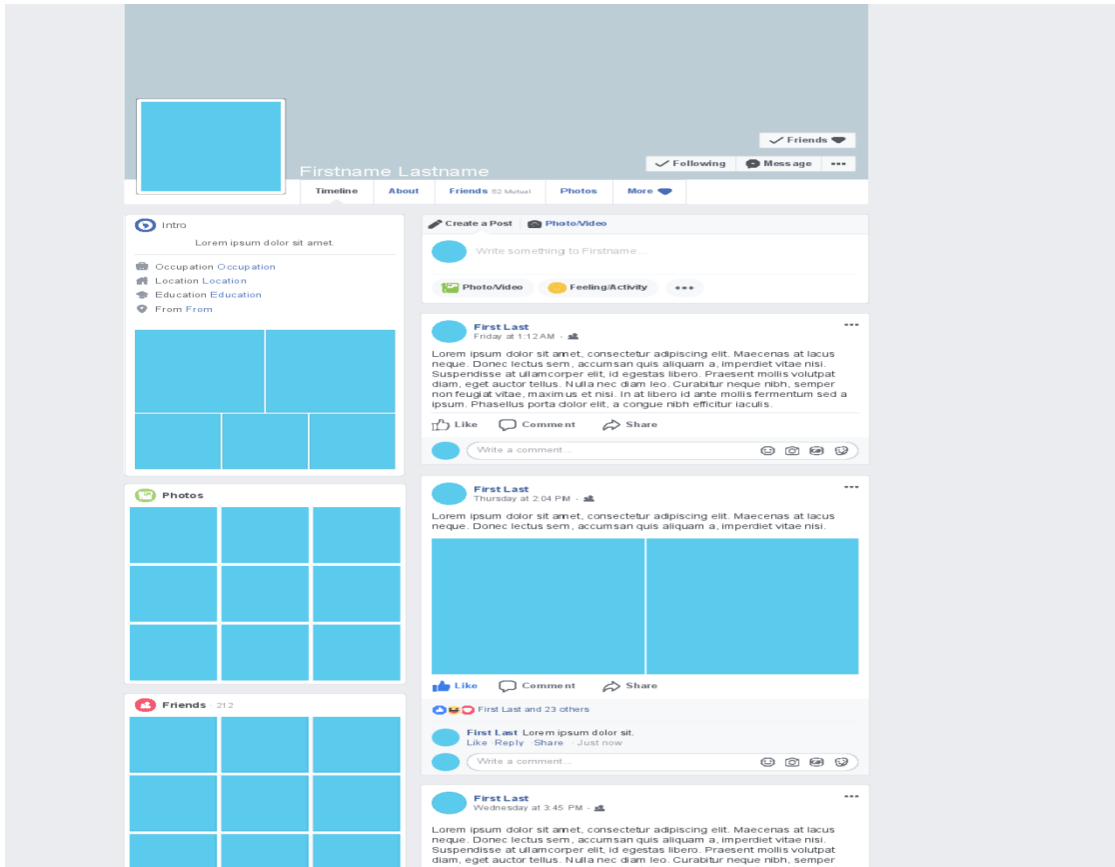 Friends
Following Message
Firstname Lastname
Timeline About Friends 52 Mutual Photos More
Intro
Lorem ipsum dolor sit amet.
Occupation Occupation
Location Location
Education Education
From From
Photos
Friends · 212
Create a Post Photo/Video
Write something to Firstname...
Photo/Video Feeling/Activity
First Last
Friday at 1:12 AM ·
Lorem ipsum dolor sit amet, consectetur adipiscing elit. Maecenas at lacus
neque. Donec lectus sem, accumsan quis aliquam a, imperdiet vitae nisi.
Suspendisse at ullamcorper elit, id egestas libero. Praesent mollis volutpat
diam, eget auctor tellus. Nulla nec diam leo. Curabitur neque nibh, semper
non feugiat vitae, maximus et nisi. In at libero id ante mollis fermentum sed a
ipsum. Phasellus porta dolor elit, a congue nibh efficitur iaculis.
Like Comment Share
Write a comment...
First Last
Thursday at 2:04 PM ·
Lorem ipsum dolor sit amet, consectetur adipiscing elit. Maecenas at lacus
neque. Donec lectus sem, accumsan quis aliquam a, imperdiet vitae nisi.
Like Comment Share
First Last and 23 others
First Last Lorem ipsum dolor sit.
Like · Reply · Share · Just now
Write a comment...
First Last
Wednesday at 3:45 PM ·
Lorem ipsum dolor sit amet, consectetur adipiscing elit. Maecenas at lacus
neque. Donec lectus sem, accumsan quis aliquam a, imperdiet vitae nisi.
Suspendisse at ullamcorper elit, id egestas libero. Praesent mollis volutpat
diam, eget auctor tellus. Nulla nec diam leo. Curabitur neque nibh, semper